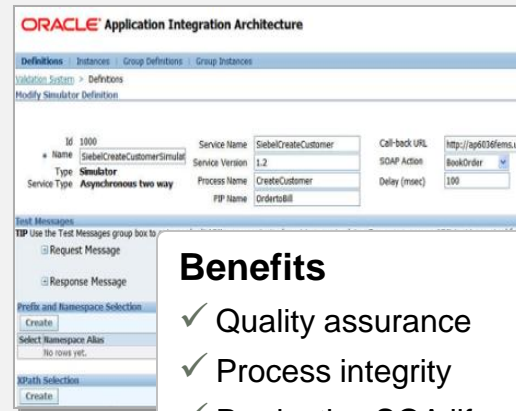 ORACLE Application Integration Architecture
Definitions Instances Group Definitions Group Instances
Validation System > Definitions
Modify Simulator Definition
Id 1000
* Name SiebelCreateCustomerSimulat
Type Simulator
Service Type Asynchronous two way
Service Name SiebelCreateCustomer
Service Version 1.2
Process Name CreateCustomer
PIP Name OrdertoBill
Call-back URL http://ap6036fems.u
SOAP Action BookOrder
Delay (msec) 100
Test Messages
TIP Use the Test Messages group box to
Request Message
Response Message
Prefix and Namespace Selection
Create
Select Namespace Alias
No rows yet.
XPath Selection
Create
Benefits
✓ Quality assurance
✓ Process integrity